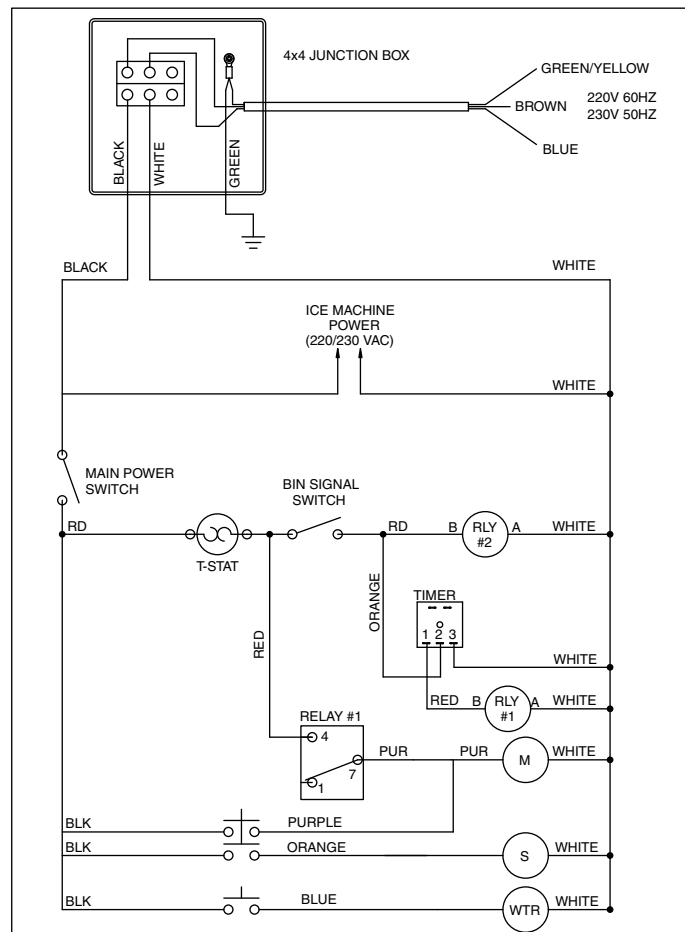 4x4 JUNCTION BOX
GREEN/YELLOW
BROWN
220V 60HZ
230V 50HZ
BLUE
BLACK
WHITE
GREEN
BLACK
WHITE
ICE MACHINE
POWER
(220/230 VAC)
WHITE
MAIN POWER
SWITCH
BIN SIGNAL
SWITCH
RD
T-STAT
RD
B
RLY
#2
A
WHITE
ORANGE
TIMER
1 2 3
RED
WHITE
RED
B
RLY
#1
A
WHITE
RELAY #1
4
7
1
PUR
PUR
M
WHITE
BLK
PURPLE
BLK
ORANGE
S
WHITE
BLK
BLUE
WTR
WHITE